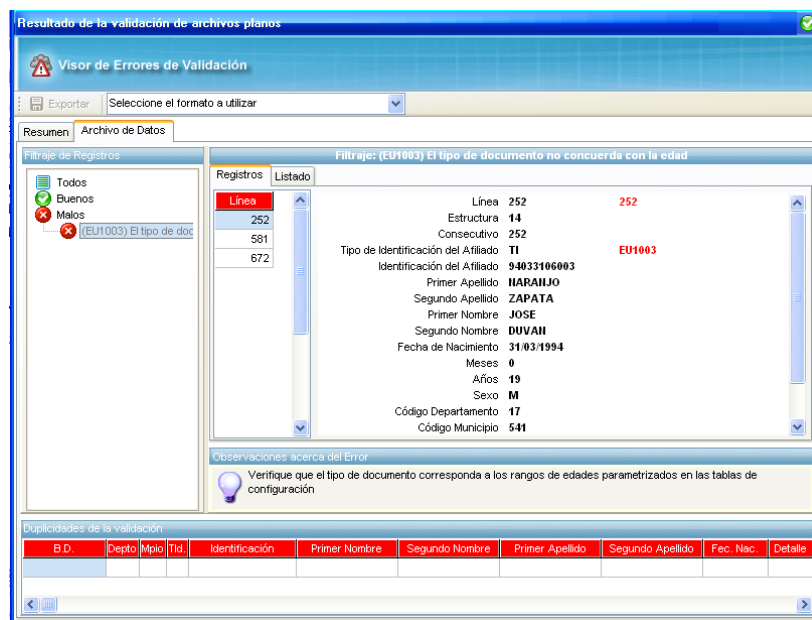 Resultado de la validación de archivos planos
Visor de Errores de Validación
Exportar
Seleccione el formato a utilizar
Resumen
Archivo de Datos
Filtraje de Registros
Todos
Buenos
Malos
(EU1003) El tipo de doc
Filtraje: (EU1003) El tipo de documento no concuerda con la edad
Registros
Listado
Línea
252
581
672
Línea 252 252
Estructura 14
Consecutivo 252
Tipo de Identificación del Afiliado TI EU1003
Identificación del Afiliado 94033106003
Primer Apellido NARANJO
Segundo Apellido ZAPATA
Primer Nombre JOSE
Segundo Nombre DUVAN
Fecha de Nacimiento 31/03/1994
Meses 0
Años 19
Sexo M
Código Departamento 17
Código Municipio 541
Observaciones acerca del Error
Verifique que el tipo de documento corresponda a los rangos de edades parametrizados en las tablas de
configuración
Duplicidades de la validación
B.D. Depto Mpio TId. Identificación Primer Nombre Segundo Nombre Primer Apellido Segundo Apellido Fec. Nac. Detalle